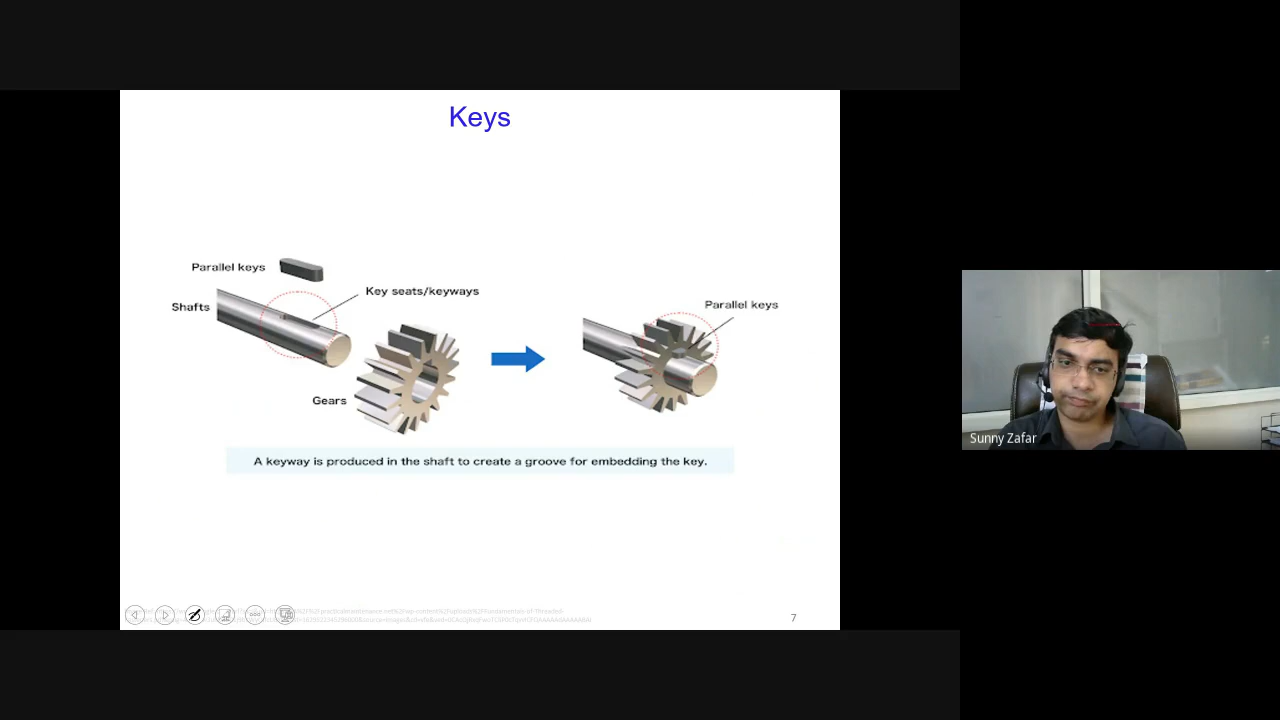 Keys
Parallel keys
Key seats/keyways
Shafts
Gears
Parallel keys
A keyway is produced in the shaft to create a groove for embedding the key.
7
Sunny Zafar